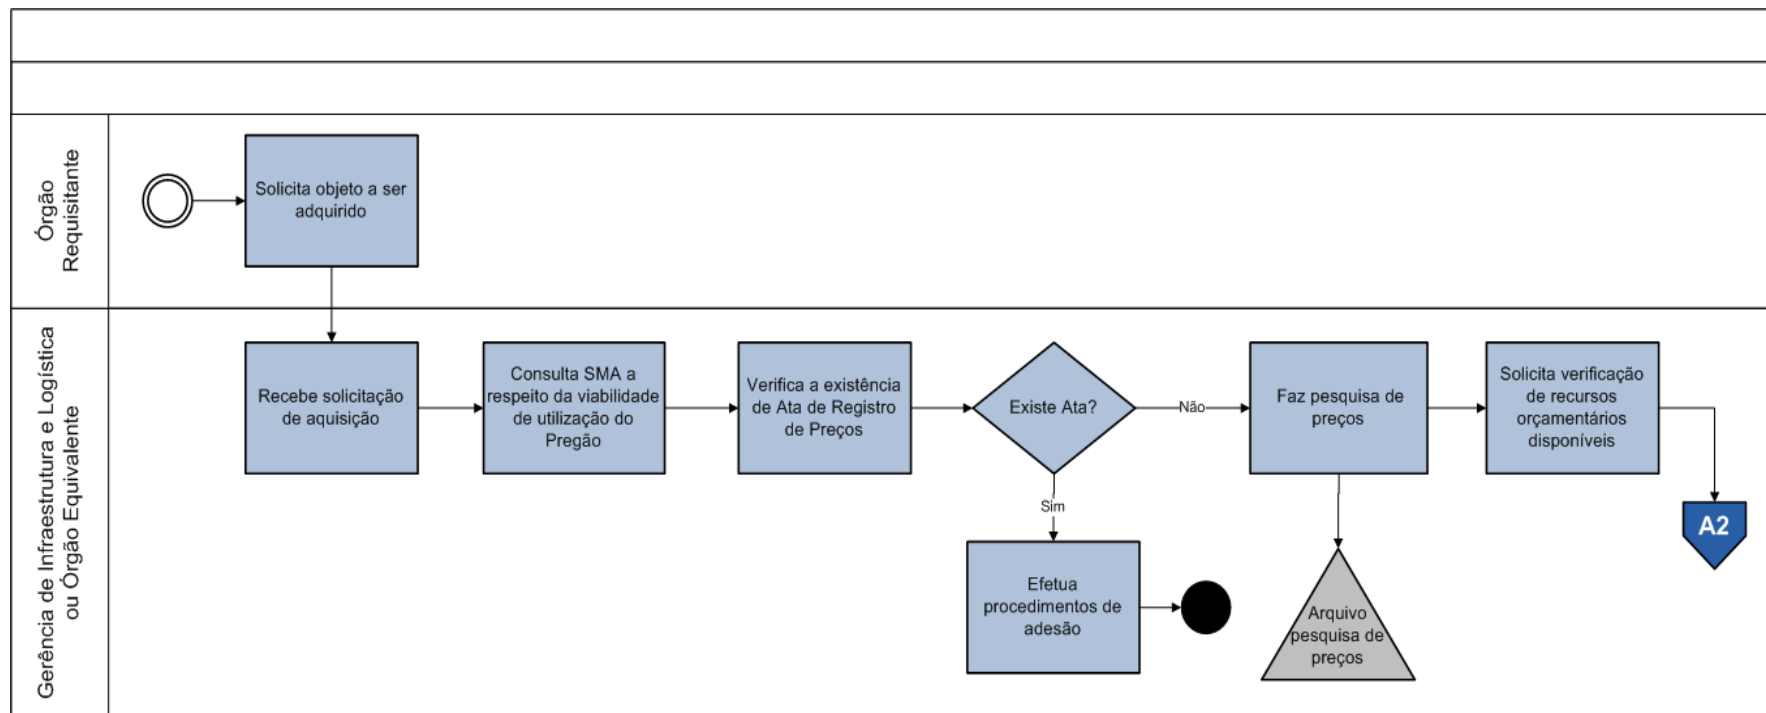 Órgão
Requisitante
Solicita objeto a ser
adquirido
Gerência de Infraestrutura e Logística
ou Órgão Equivalente
Recebe solicitação
de aquisição
Consulta SMA a
respeito da viabilidade
de utilização do
Pregão
Verifica a existência
de Ata de Registro
de Preços
Existe Ata?
Não
Faz pesquisa de
preços
Solicita verificação
de recursos
orçamentários
disponíveis
Sim
A2
Efetua
procedimentos de
adesão
Arquivo
pesquisa de
preços